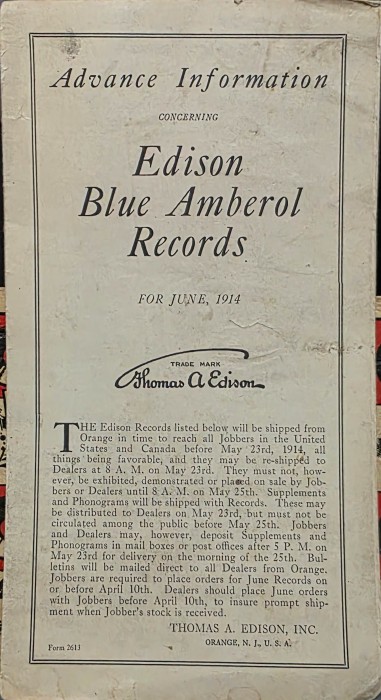 Advance Information
CONCERNING
Edison
Blue Amberol
Records
FOR JUNE, 1914
TRADE MARK
Thomas A Edison
THE Edison Records listed below will be shipped from
Orange in time to reach all Jobbers in the United
States and Canada before May 23rd, 1914, all
things being favorable, and they may be re-shipped to
Dealers at 8 A. M. on May 23rd. They must not, how-
ever, be exhibited, demonstrated or placed on sale by Job-
bers or Dealers until 8 A. M. on May 25th. Supplements
and Phonograms will be shipped with Records. These may
be distributed to Dealers on May 23rd, but must not be
circulated among the public before May 25th. Jobbers
and Dealers may, however, deposit Supplements and
Phonograms in mail boxes or post offices after 5 P. M. on
May 23rd for delivery on the morning of the 25th. Bul-
letins will be mailed direct to all Dealers from Orange.
Jobbers are required to place orders for June Records on
or before April 10th. Dealers should place June orders
with Jobbers before April 10th, to insure prompt ship-
ment when Jobber's stock is received.
THOMAS A. EDISON, INC.
ORANGE, N. J., U. S. A.
Form 2613